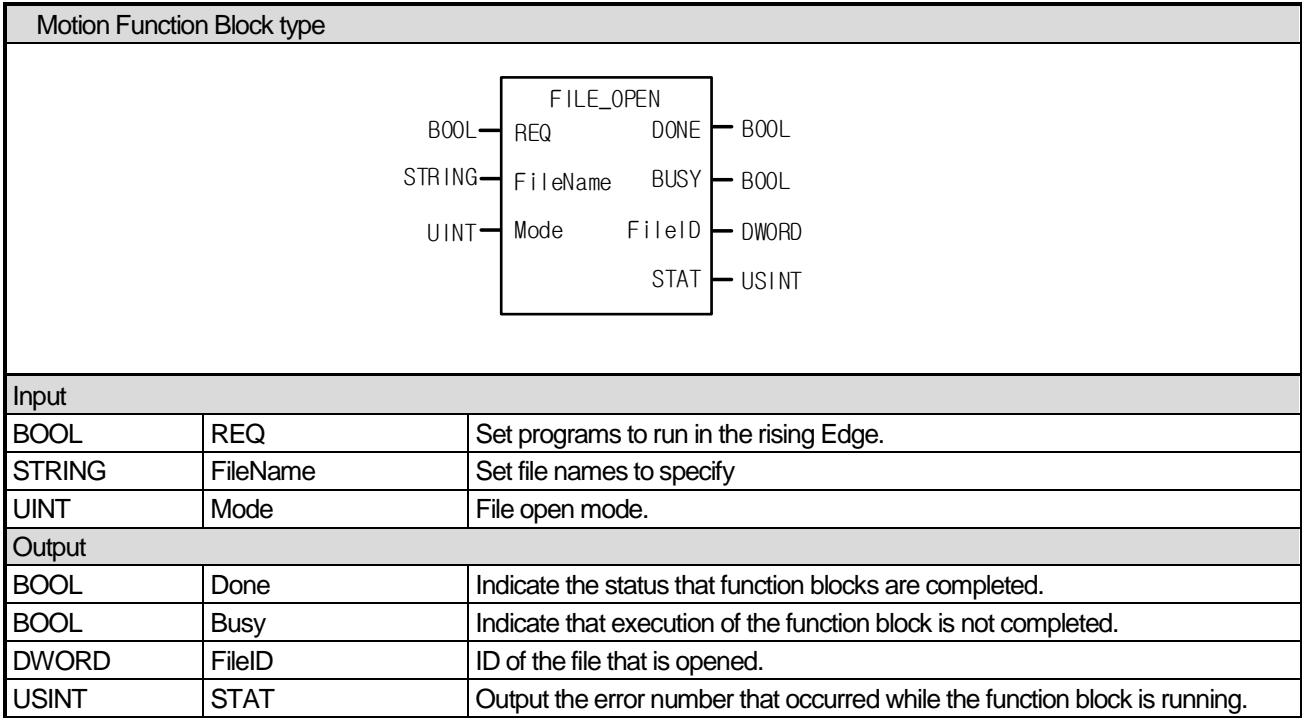 Motion Function Block type
FILE_OPEN
BOOL REQ DONE BOOL
STRING FileName BUSY BOOL
UINT Mode FileID DWORD
STAT USINT
Input
BOOL REQ Set programs to run in the rising Edge.
STRING FileName Set file names to specify
UINT Mode File open mode.
Output
BOOL Done Indicate the status that function blocks are completed.
BOOL Busy Indicate that execution of the function block is not completed.
DWORD FileID ID of the file that is opened.
USINT STAT Output the error number that occurred while the function block is running.